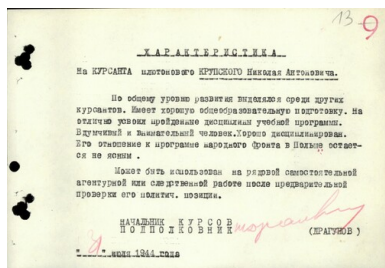 13
9
ХАРАКТЕРИСТИКА
На КУРСАНТА плютонового КРУПСКОГО Николая Антоновича.
По общему уровню развития выделялся среди других
курсантов. Имеет хорошую общеобразовательную подготовку. На
отлично усвоил пройденные дисциплины учебной программы.
Вдумчивый и внимательный человек.Хорошо дисциплинирован.
Его отношение к программе народного фронта в Польше остает-
ся не ясным.
Может быть использован на рядовой самостоятельной
агентурной или следственной работе после предварительной
проверки его политич. позиции.
НАЧАЛЬНИК КУРСОВ
ПОДПОЛКОВНИК
(ДРАГУНОВ)
" " июля 1944 года